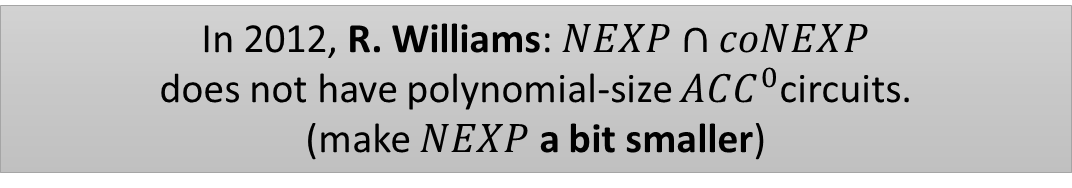 In 2012, R. Williams: NEXP ∩ coNEXP
does not have polynomial-size ACC⁰circuits.
(make NEXP a bit smaller)